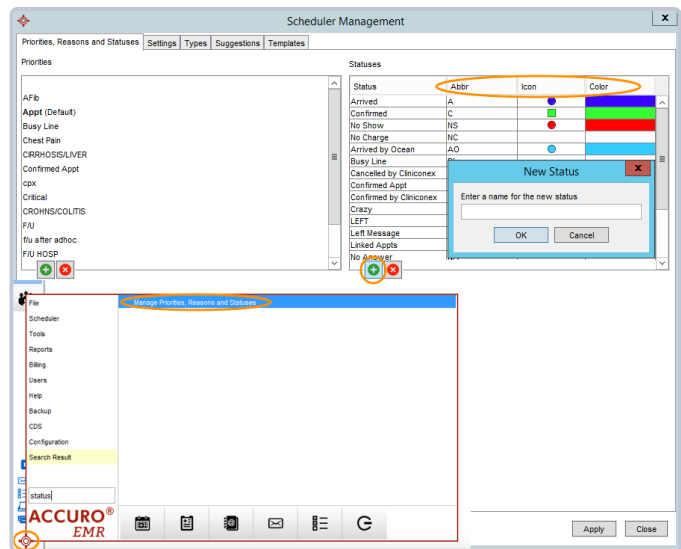 Scheduler Management
x
Priorities, Reasons and Statuses
Settings
Types
Suggestions
Templates
Priorities
AFib
Appt (Default)
Busy Line
Chest Pain
CIRRHOSIS/LIVER
Confirmed Appt
cpx
Critical
CROHNS/COLITIS
F/U
f/u after adhoc
F/U HOSP
Statuses
Status Abbr Icon Color
Arrived A
Confirmed C
No Show NS
No Charge NC
Arrived by Ocean AO
Busy Line
Cancelled by Cliniconex
Confirmed Appt
Confirmed by Cliniconex
Crazy
LEFT
Left Message
Linked Appts
No Answer
New Status
x
Enter a name for the new status
OK Cancel
File
Scheduler
Tools
Reports
Billing
Users
Help
Backup
CDS
Configuration
Search Result
status
Manage Priorities, Reasons and Statuses
ACCURO®
EMR
Apply Close